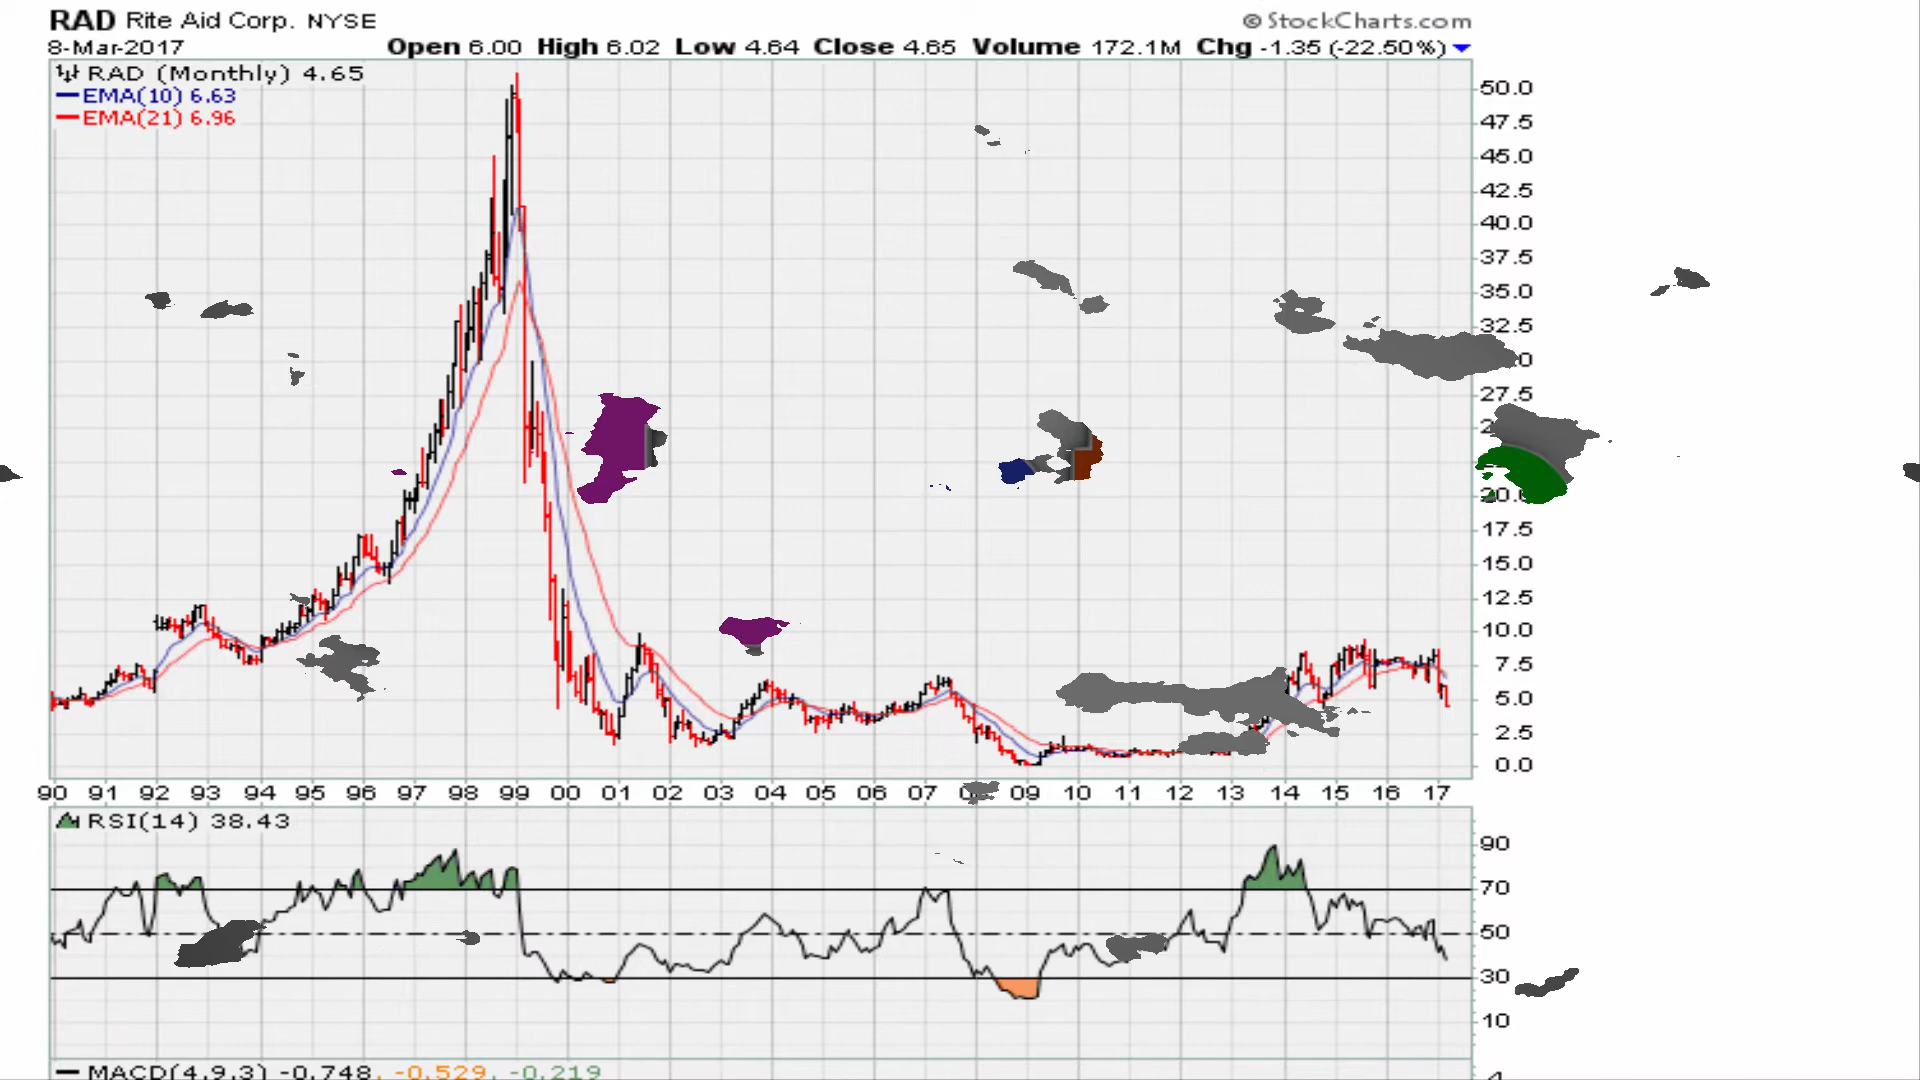 RAD Rite Aid Corp. NYSE © StockCharts.com
8-Mar-2017 Open 6.00 High 6.02 Low 4.64 Close 4.65 Volume 172.1M Chg -1.35 (-22.50%)
RAD (Monthly) 4.65
EMA(10) 6.63
EMA(21) 6.96
50.0
47.5
45.0
42.5
40.0
37.5
35.0
32.5
27.5
20.0
17.5
15.0
12.5
10.0
7.5
5.0
2.5
0.0
90 91 92 93 94 95 96 97 98 99 00 01 02 03 04 05 06 07 09 10 11 12 13 14 15 16 17
RSI(14) 38.43
90
70
50
30
10
MACD(4,9,3) -0.748, -0.529, -0.219